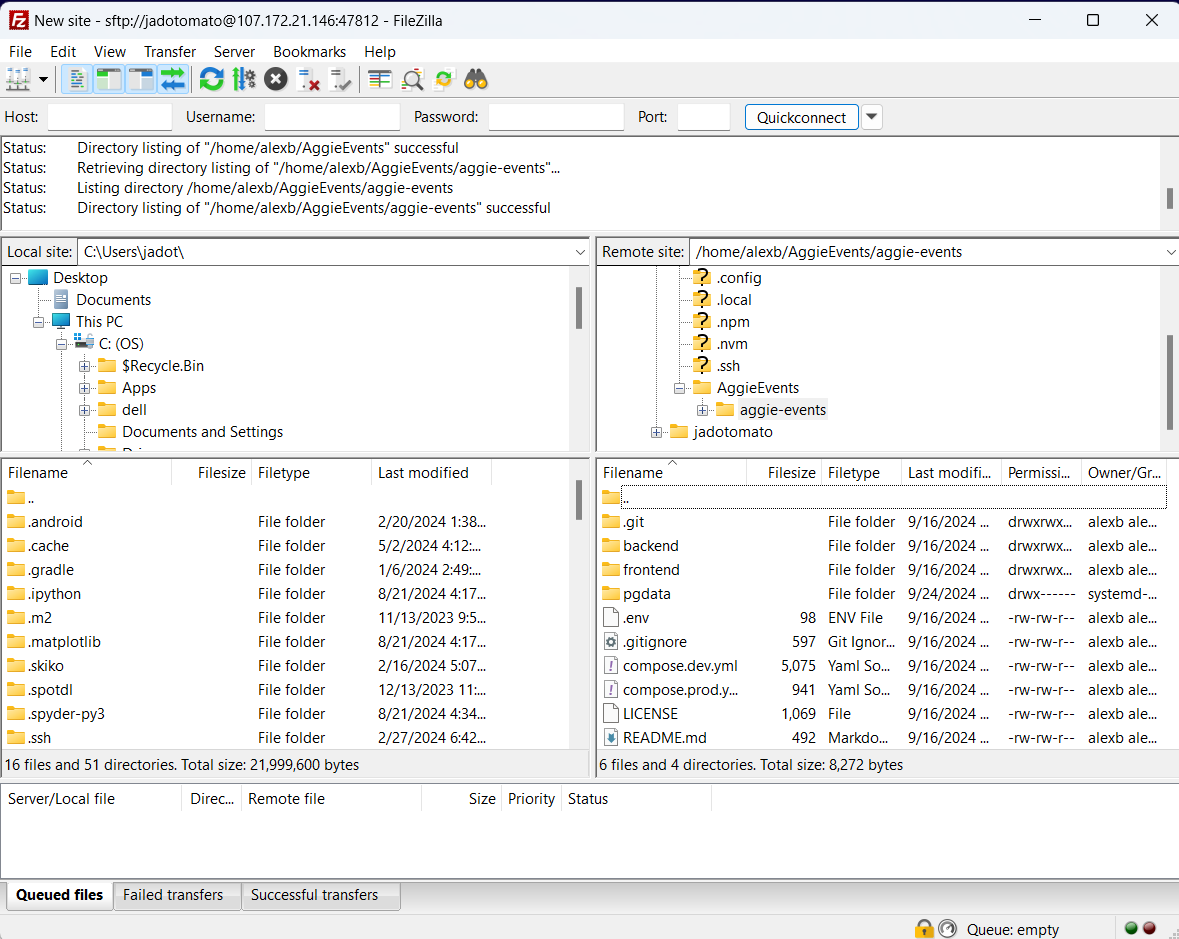 New site - sftp://jadotomato@107.172.21.146:47812 - FileZilla
File Edit View Transfer Server Bookmarks Help
Host: Username: Password: Port: Quickconnect
Status: Directory listing of "/home/alexb/AggieEvents" successful
Status: Retrieving directory listing of "/home/alexb/AggieEvents/aggie-events"...
Status: Listing directory /home/alexb/AggieEvents/aggie-events
Status: Directory listing of "/home/alexb/AggieEvents/aggie-events" successful
Local site: C:\Users\jadot\
Desktop
Documents
This PC
C: (OS)
$Recycle.Bin
Apps
dell
Documents and Settings
Remote site: /home/alexb/AggieEvents/aggie-events
.config
.local
.npm
.nvm
.ssh
AggieEvents
aggie-events
jadotomato
Filename Filesize Filetype Last modified
..
.android File folder 2/20/2024 1:38...
.cache File folder 5/2/2024 4:12:...
.gradle File folder 1/6/2024 2:49:...
.ipython File folder 8/21/2024 4:17...
.m2 File folder 11/13/2023 9:5...
.matplotlib File folder 8/21/2024 4:17...
.skiko File folder 2/16/2024 5:07...
.spotdl File folder 12/13/2023 11:...
.spyder-py3 File folder 8/21/2024 4:34...
.ssh File folder 2/27/2024 6:42...
16 files and 51 directories. Total size: 21,999,600 bytes
Filename Filesize Filetype Last modifi... Permissi... Owner/Gr...
..
.git File folder 9/16/2024 ... drwxrwx... alexb ale...
backend File folder 9/16/2024 ... drwxrwx... alexb ale...
frontend File folder 9/16/2024 ... drwxrwx... alexb ale...
pgdata File folder 9/24/2024 ... drwx------ systemd-...
.env 98 ENV File 9/16/2024 ... -rw-rw-r-- alexb ale...
.gitignore 597 Git Ignor... 9/16/2024 ... -rw-rw-r-- alexb ale...
compose.dev.yml 5,075 Yaml So... 9/16/2024 ... -rw-rw-r-- alexb ale...
compose.prod.y... 941 Yaml So... 9/16/2024 ... -rw-rw-r-- alexb ale...
LICENSE 1,069 File 9/16/2024 ... -rw-rw-r-- alexb ale...
README.md 492 Markdo... 9/16/2024 ... -rw-rw-r-- alexb ale...
6 files and 4 directories. Total size: 8,272 bytes
Server/Local file Direc... Remote file Size Priority Status
Queued files Failed transfers Successful transfers
Queue: empty